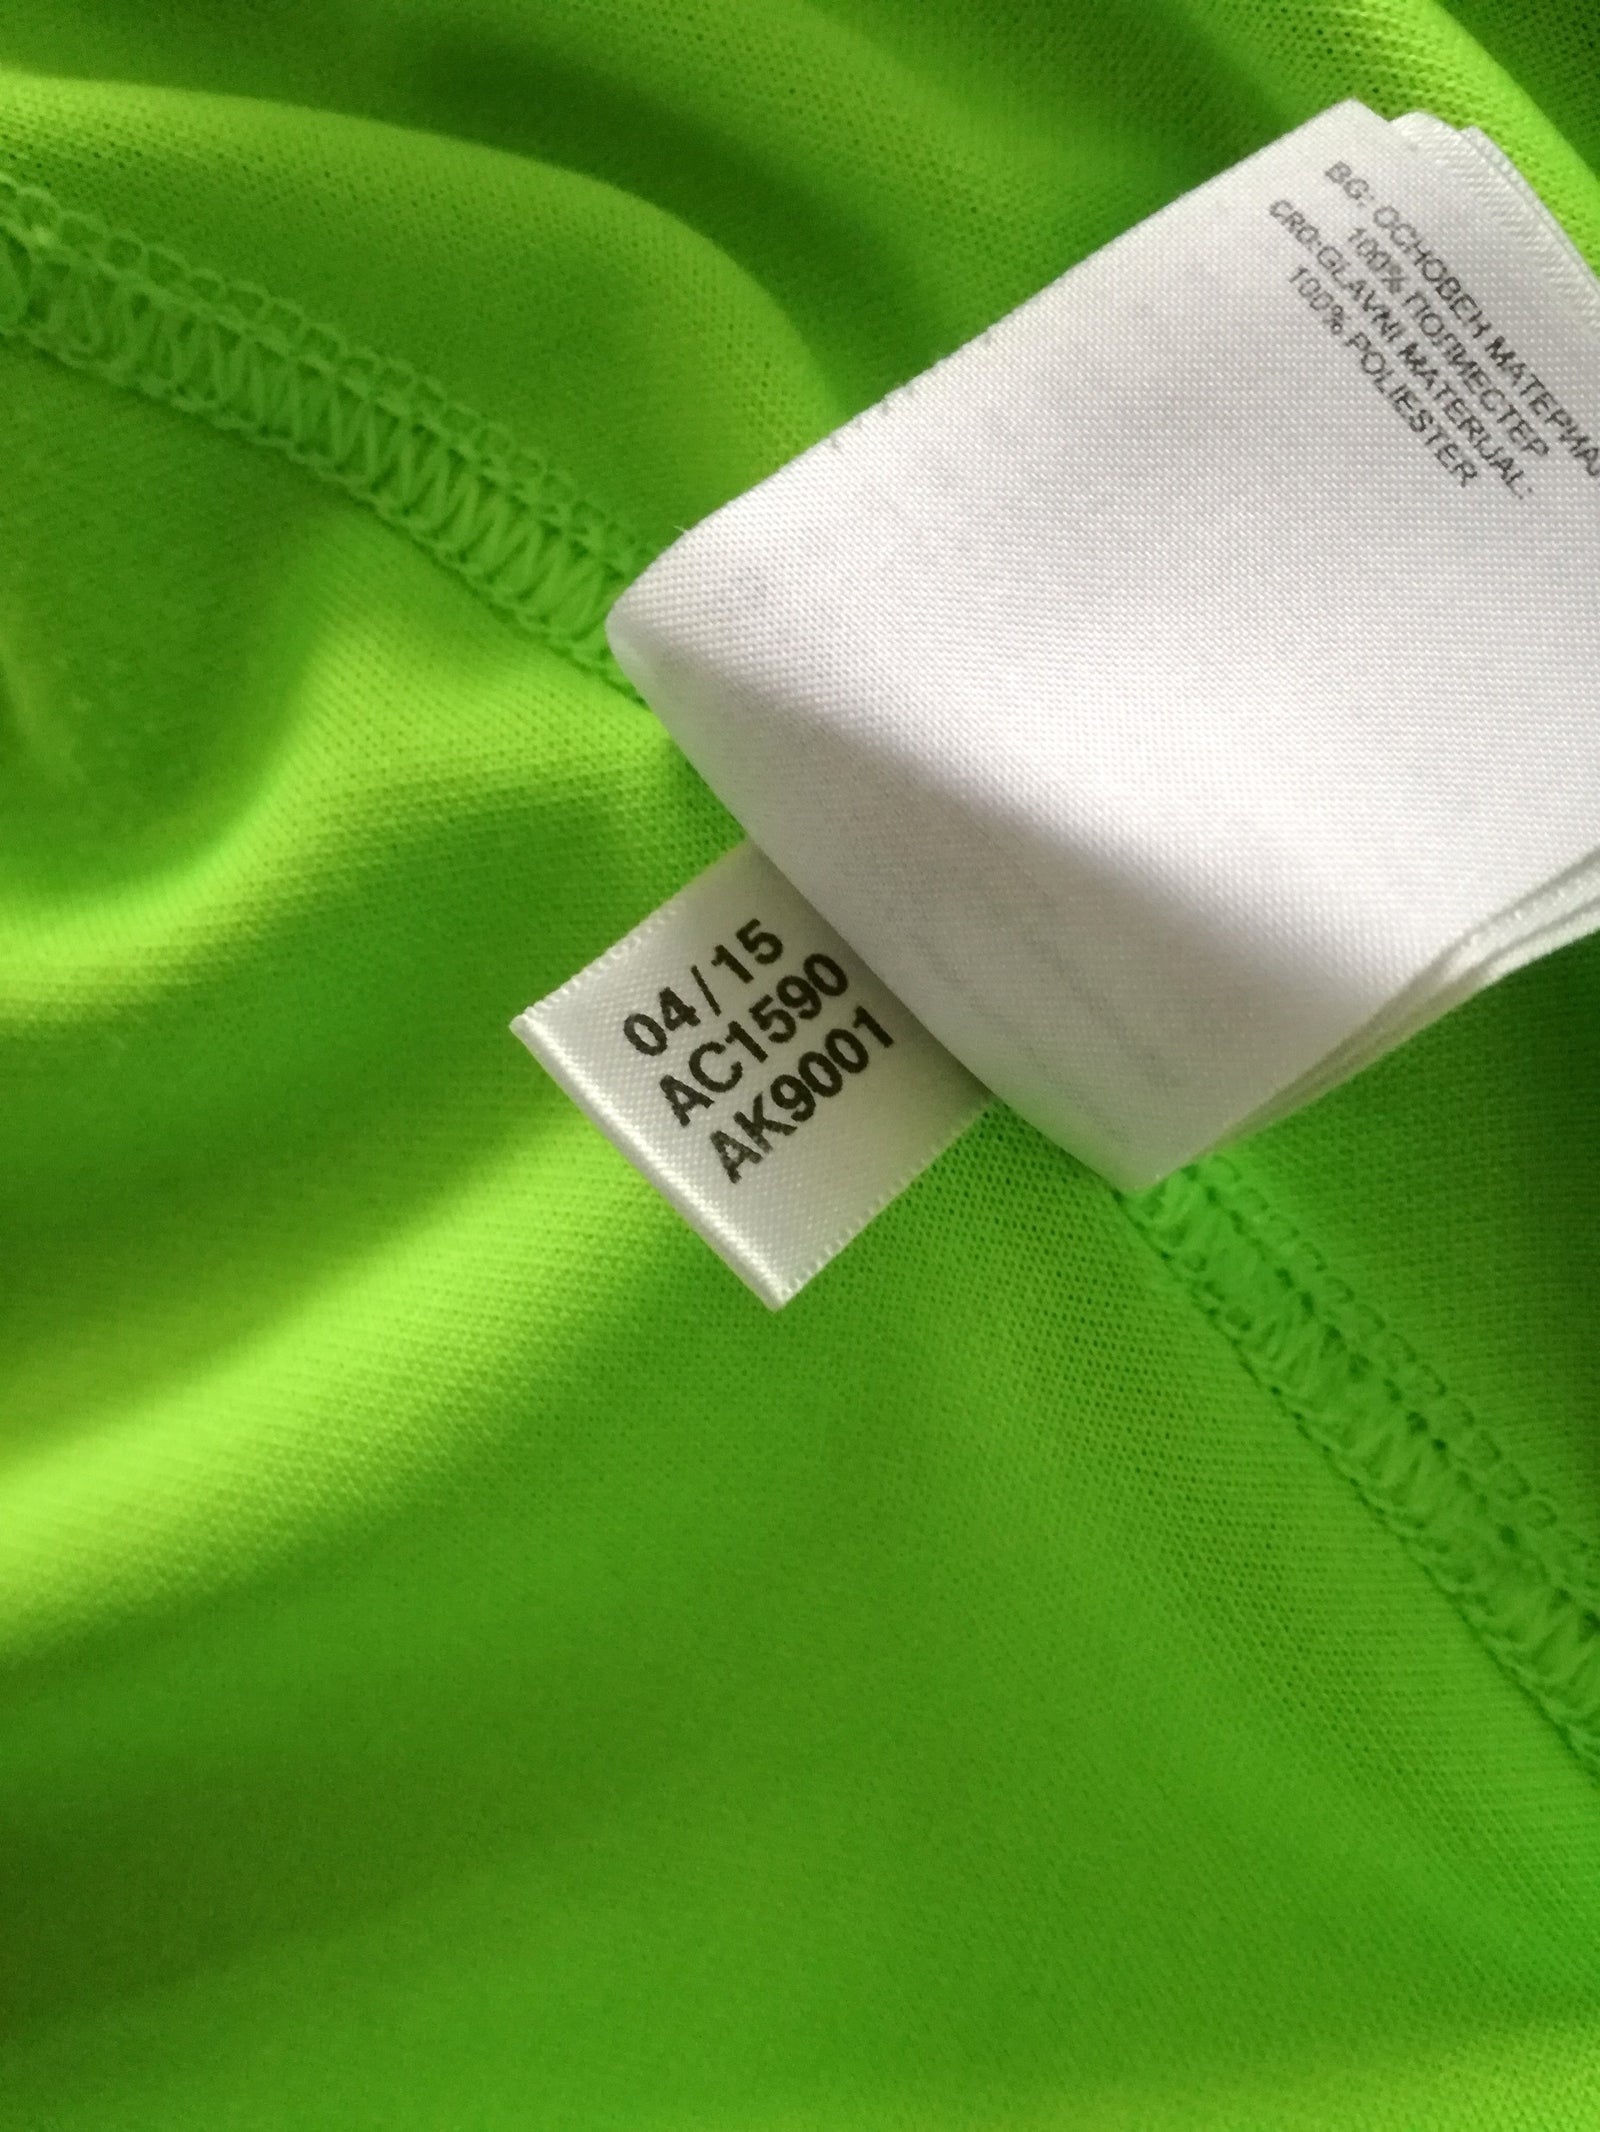 BG: ОСНОВЕН МАТЕРИАЛ
100% ПОЛИЕСТЕР
CRO:GLAVNI MATERIJAL:
100% POLIESTER
04/15
AC1590
AK9001